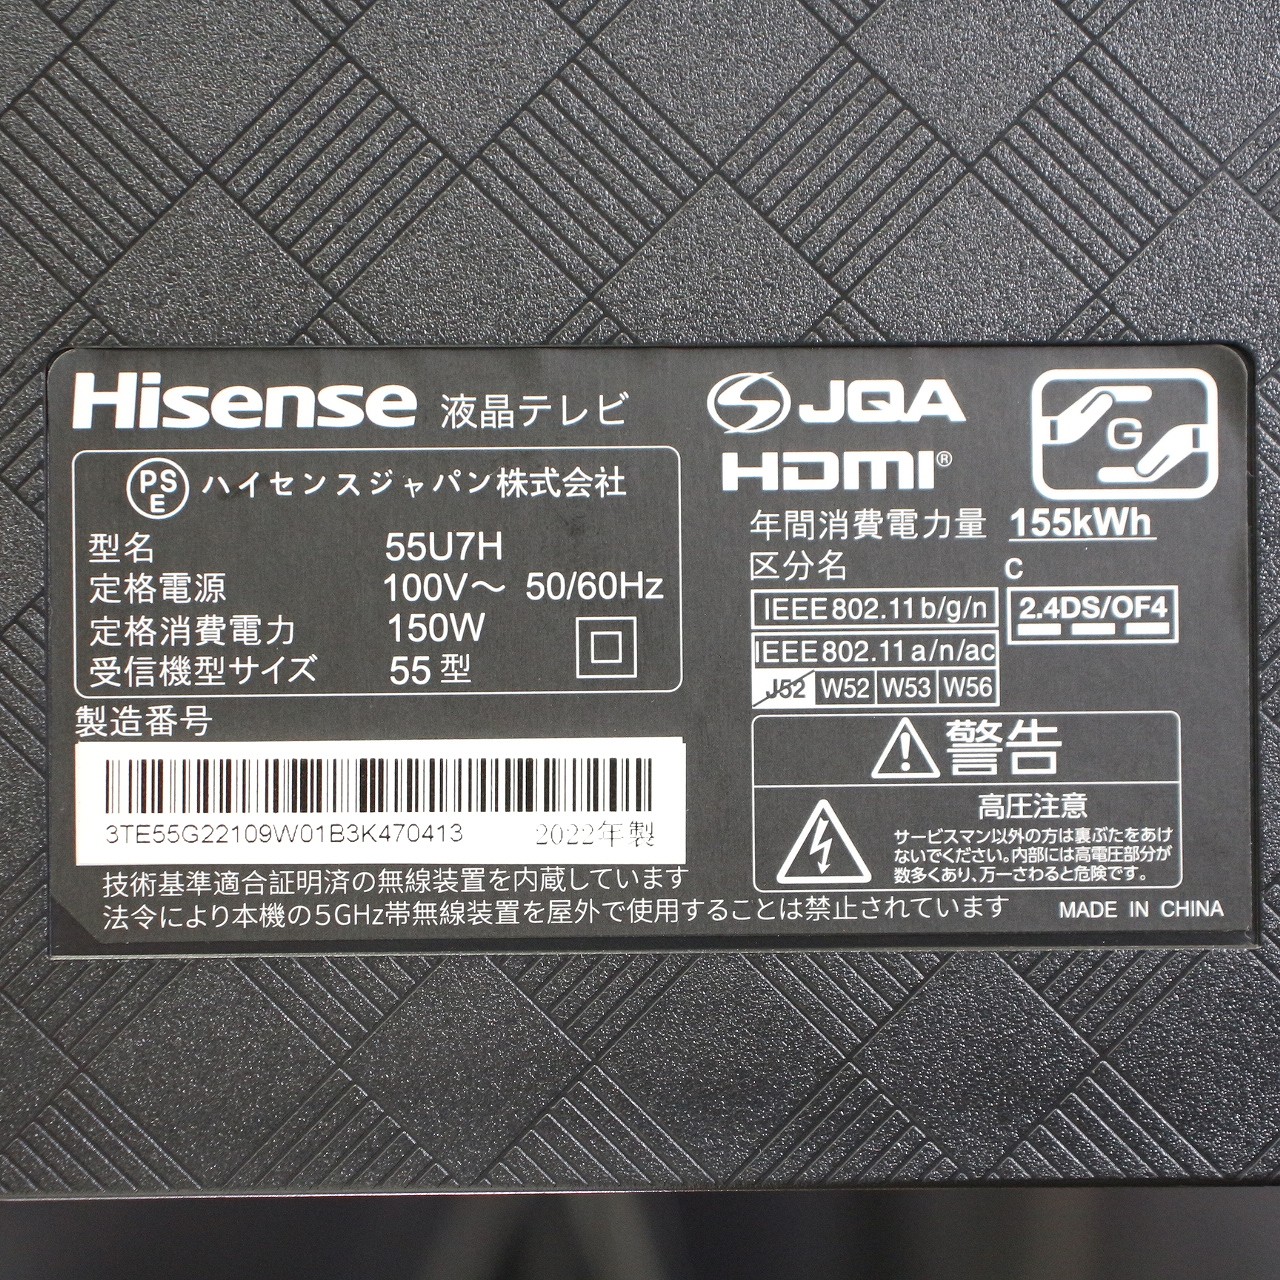 Hisense 液晶テレビ
PSE ハイセンスジャパン株式会社
型名 55U7H
定格電源 100V～ 50/60Hz
定格消費電力 150W
受信機型サイズ 55型
製造番号
3TE55G22109W01B3K470413 2022年製
技術基準適合証明済の無線装置を内蔵しています
法令により本機の5GHz帯無線装置を屋外で使用することは禁止されています
JQA
HDMI®
G
年間消費電力量 155kWh
区分名 C
IEEE802.11b/g/n
2.4DS/OF4
IEEE802.11a/n/ac
J52 W52 W53 W56
警告
高圧注意
サービスマン以外の方は裏ぶたをあけ
ないでください。内部には高電圧部分が
数多くあり、万一さわると危険です。
MADE IN CHINA